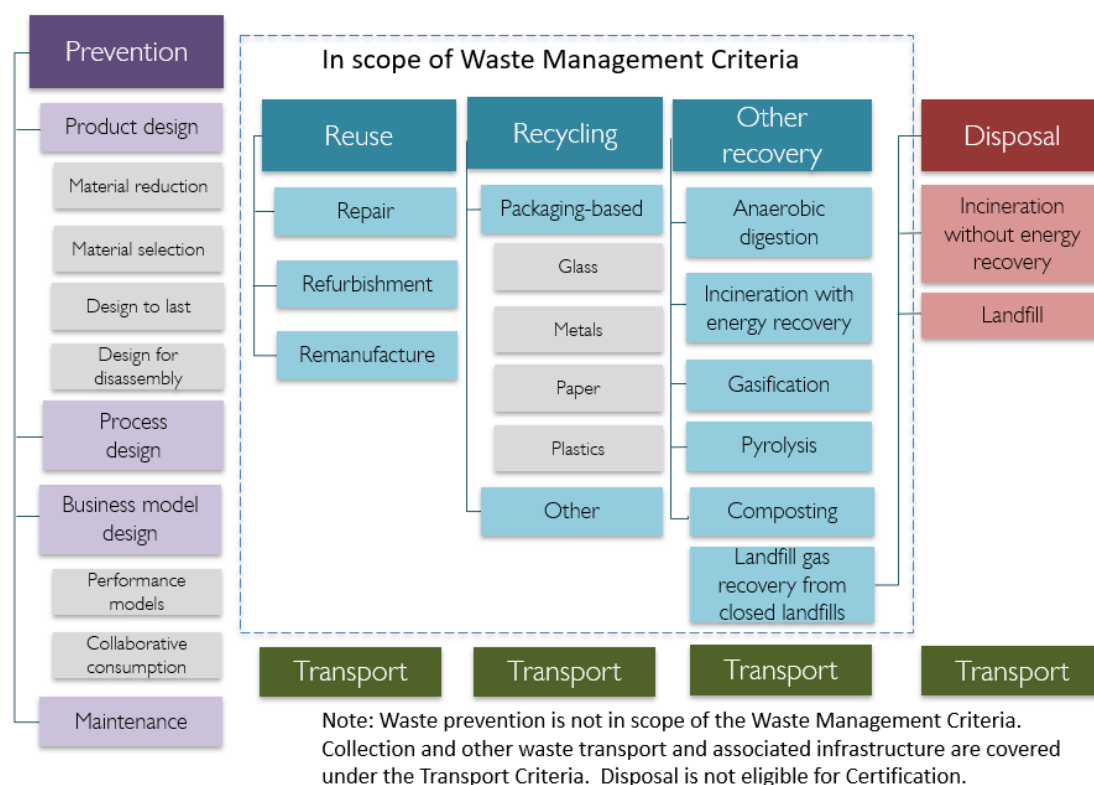 Prevention
Product design
Material reduction
Material selection
Design to last
Design for
disassembly
Process
design
Business model
design
Performance
models
Collaborative
consumption
Maintenance
In scope of Waste Management Criteria
Reuse
Repair
Refurbishment
Remanufacture
Recycling
Packaging-based
Glass
Metals
Paper
Plastics
Other
Other
recovery
Anaerobic
digestion
Incineration with
energy recovery
Gasification
Pyrolysis
Composting
Landfill gas
recovery from
closed landfills
Disposal
Incineration
without energy
recovery
Landfill
Transport
Transport
Transport
Transport
Note: Waste prevention is not in scope of the Waste Management Criteria.
Collection and other waste transport and associated infrastructure are covered
under the Transport Criteria.  Disposal is not eligible for Certification.